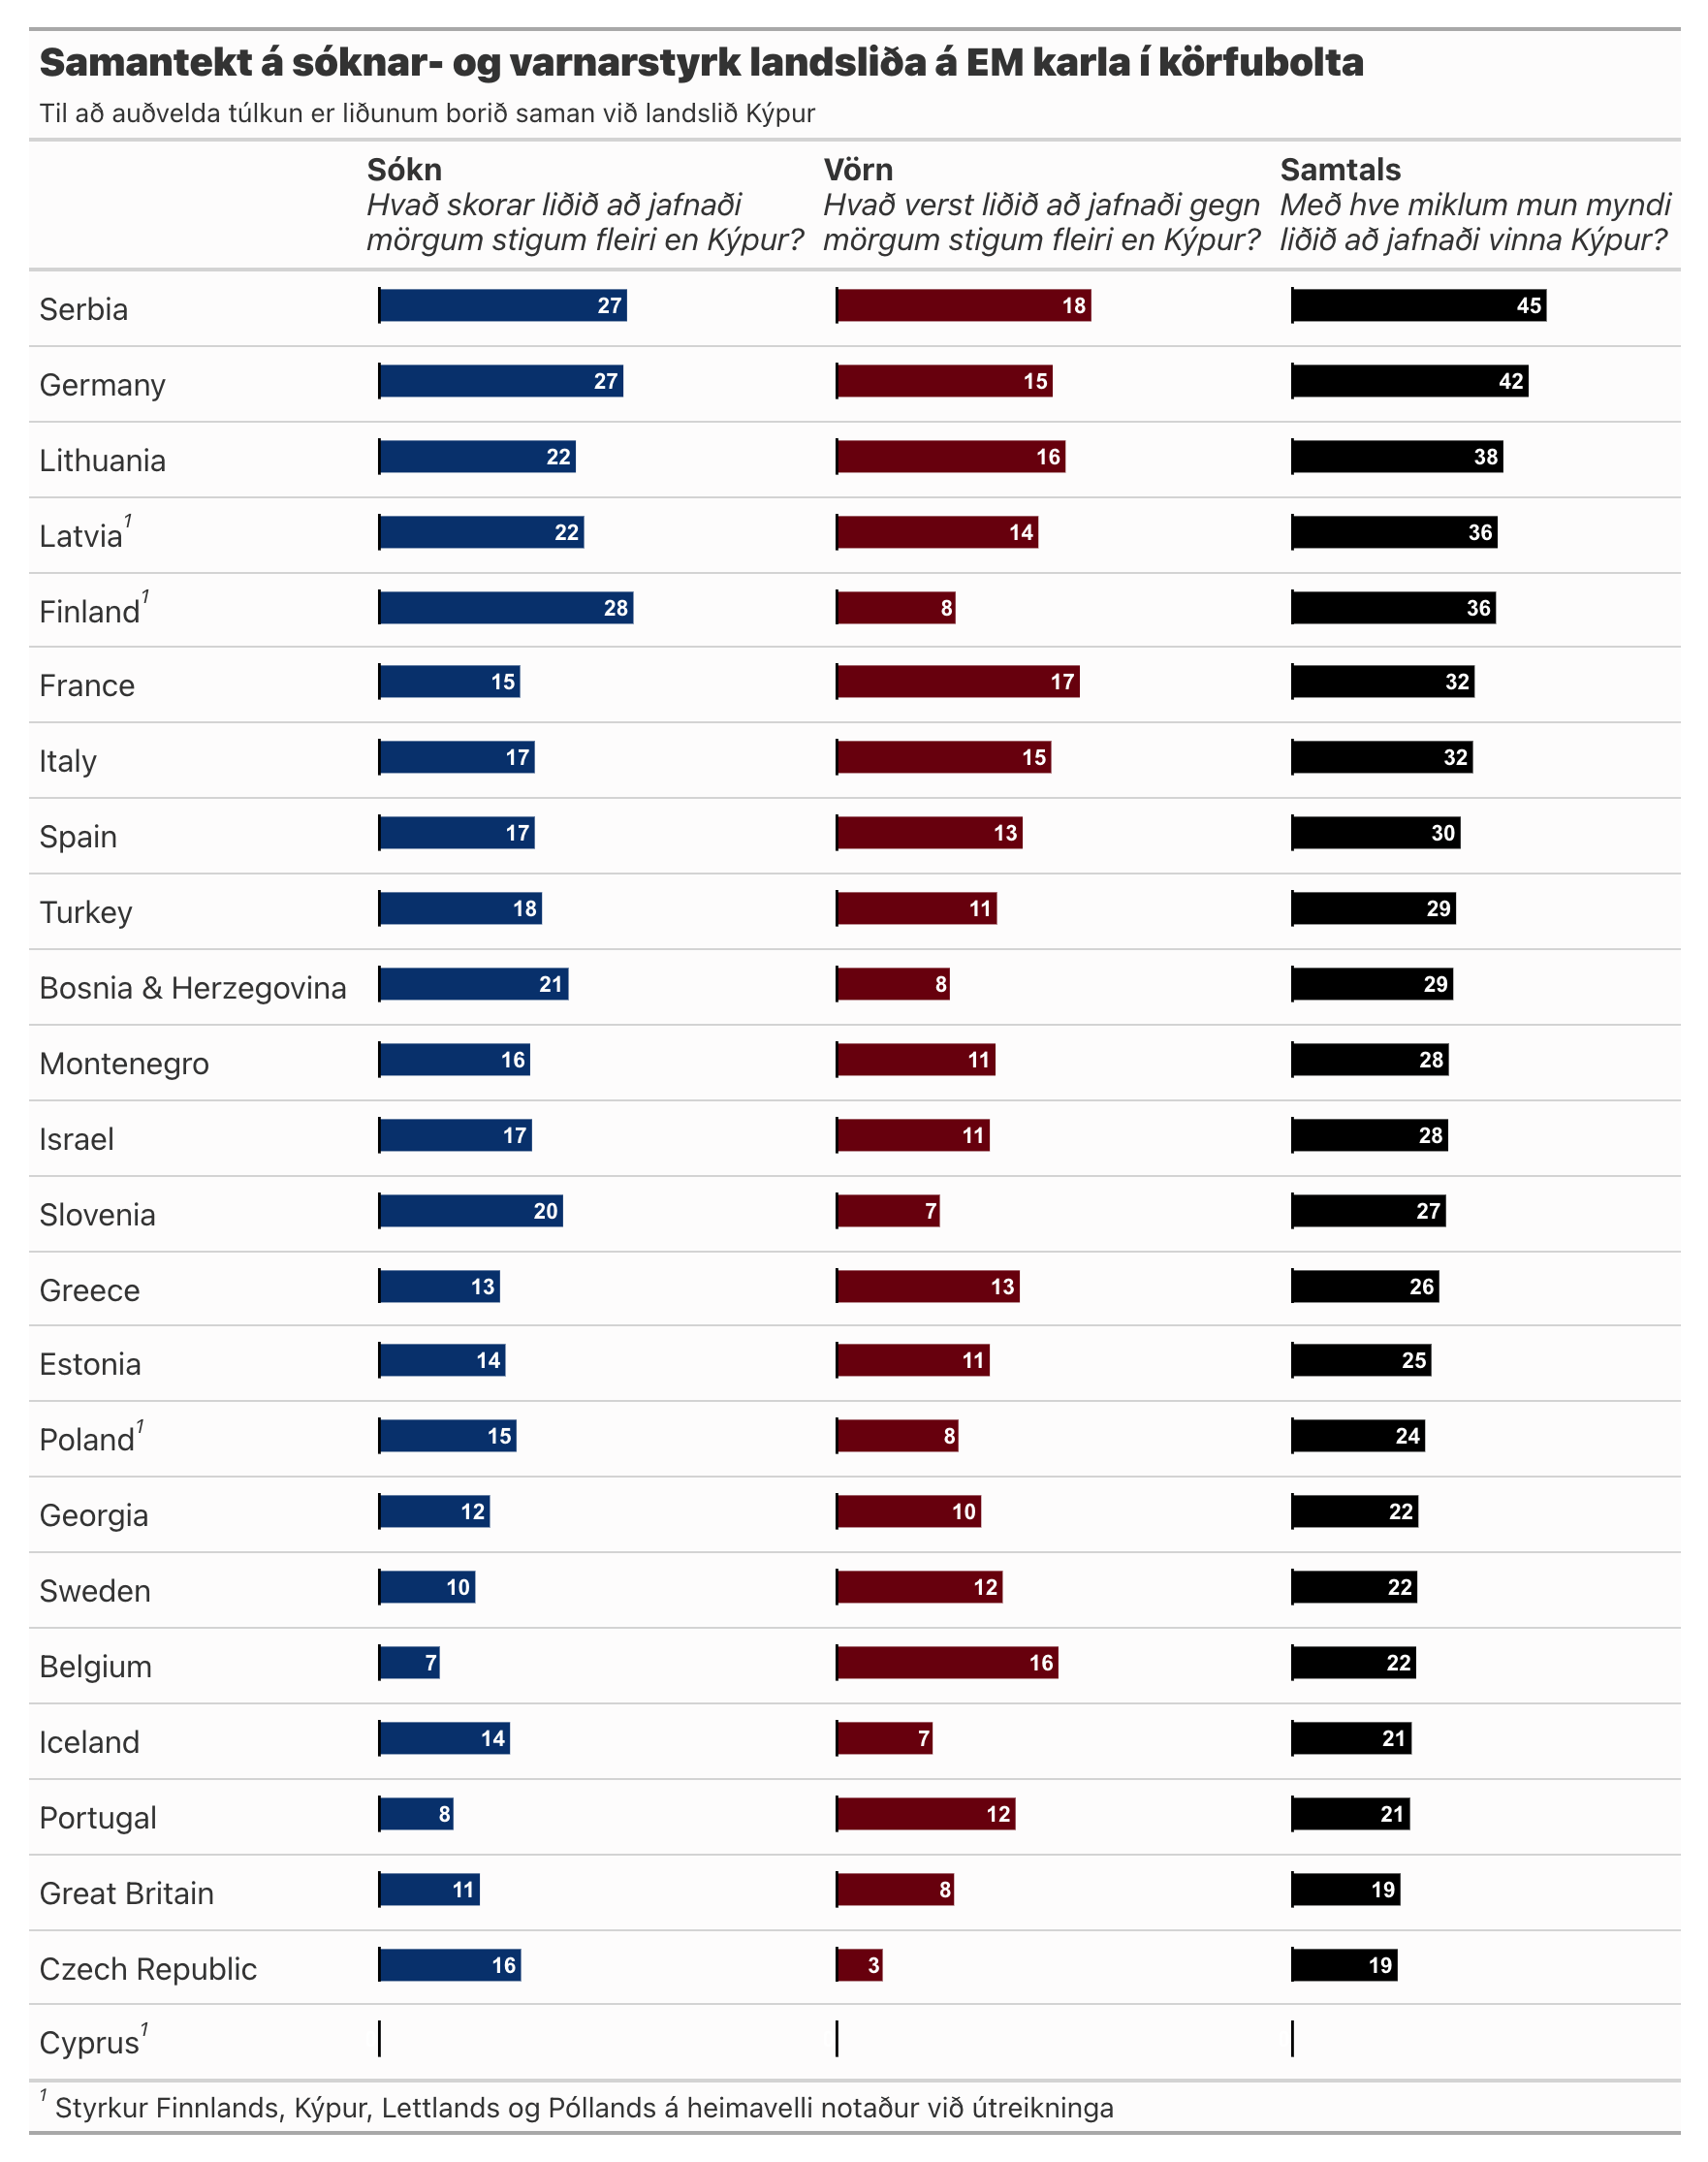 Samantekt á sóknar- og varnarstyrk landsliða á EM karla í körfubolta
Til að auðvelda túlkun er liðunum borið saman við landslið Kýpur
Sókn Vörn Samtals
Hvað skorar liðið að jafnaði Hvað verst liðið að jafnaði gegn Með hve miklum mun myndi
mörgum stigum fleiri en Kýpur? mörgum stigum fleiri en Kýpur? liðið að jafnaði vinna Kýpur?
Serbia 27 18 45
Germany 27 15 42
Lithuania 22 16 38
Latvia1 22 14 36
Finland1 28 8 36
France 15 17 32
Italy 17 15 32
Spain 17 13 30
Turkey 18 11 29
Bosnia & Herzegovina 21 8 29
Montenegro 16 11 28
Israel 17 11 28
Slovenia 20 7 27
Greece 13 13 26
Estonia 14 11 25
Poland1 15 8 24
Georgia 12 10 22
Sweden 10 12 22
Belgium 7 16 22
Iceland 14 7 21
Portugal 8 12 21
Great Britain 11 8 19
Czech Republic 16 3 19
Cyprus1
1 Styrkur Finnlands, Kýpur, Lettlands og Póllands á heimavelli notaður við útreikninga